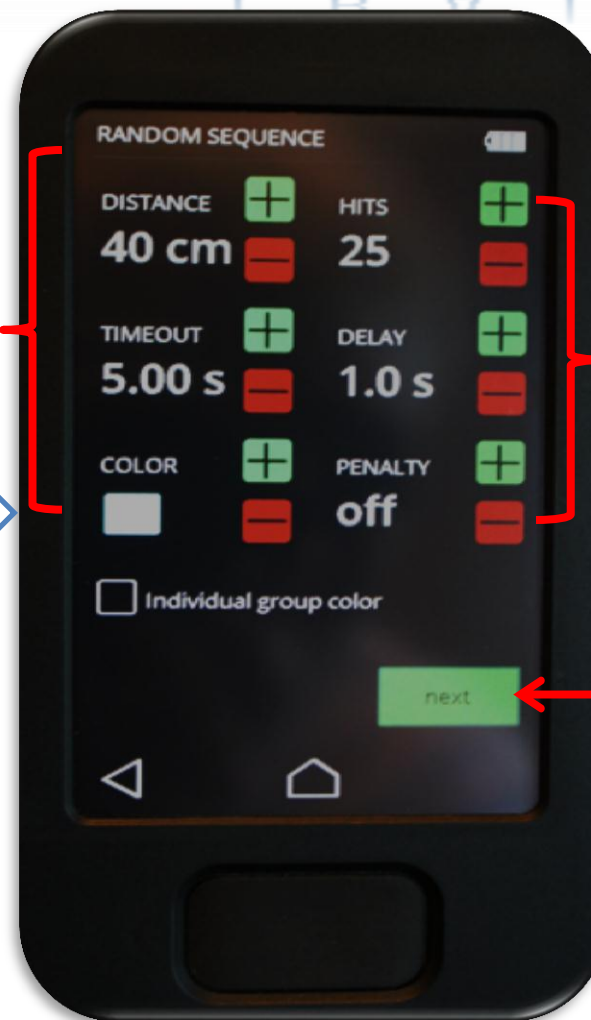 RANDOM SEQUENCE
DISTANCE
40 cm
HITS
25
TIMEOUT
5.00 s
DELAY
1.0 s
COLOR
PENALTY
off
Individual group color
next